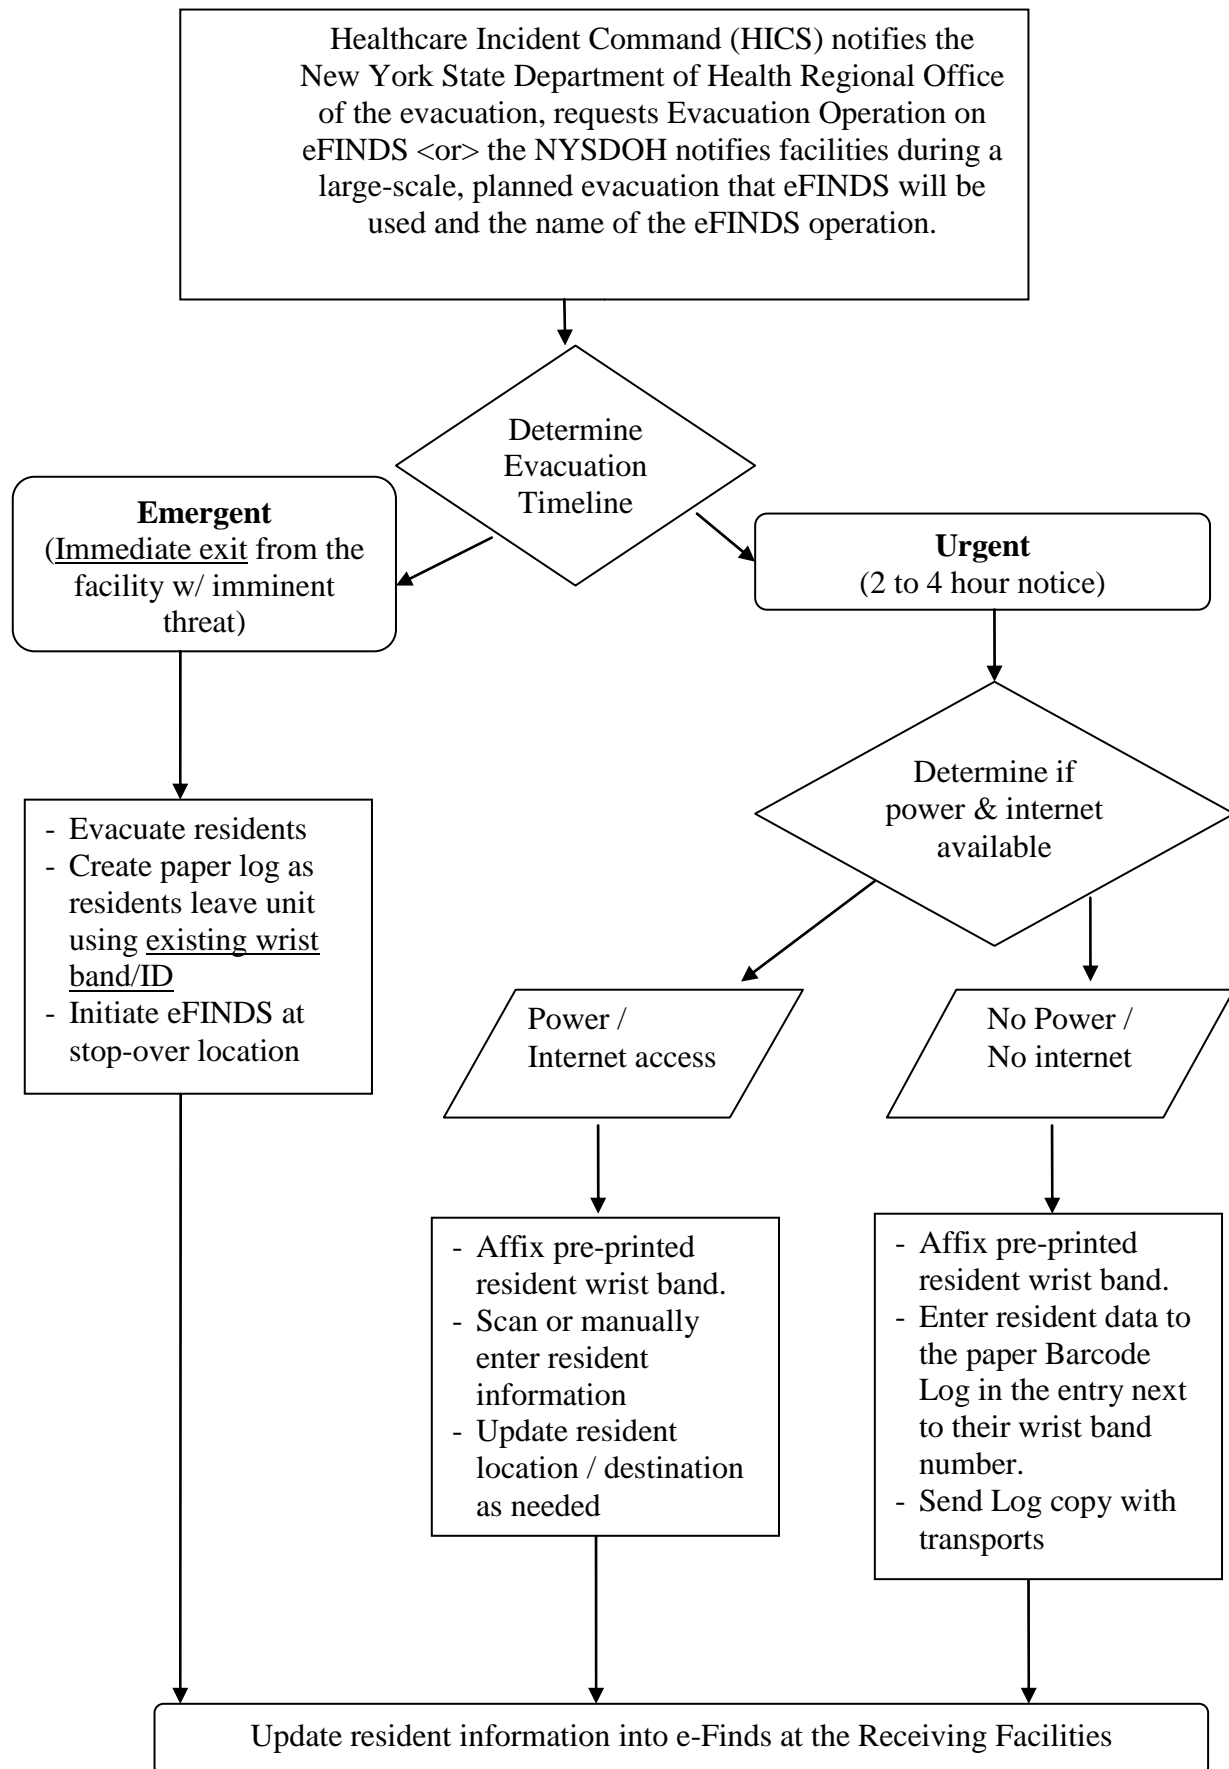 Healthcare Incident Command (HICS) notifies the
New York State Department of Health Regional Office
of the evacuation, requests Evacuation Operation on
eFINDS <or> the NYSDOH notifies facilities during a
large-scale, planned evacuation that eFINDS will be
used and the name of the eFINDS operation.
Determine
Evacuation
Timeline
Emergent
(Immediate exit from the
facility w/ imminent
threat)
Urgent
(2 to 4 hour notice)
- Evacuate residents
- Create paper log as
residents leave unit
using existing wrist
band/ID
- Initiate eFINDS at
stop-over location
Determine if
power & internet
available
Power /
Internet access
No Power /
No internet
- Affix pre-printed
resident wrist band.
- Scan or manually
enter resident
information
- Update resident
location / destination
as needed
- Affix pre-printed
resident wrist band.
- Enter resident data to
the paper Barcode
Log in the entry next
to their wrist band
number.
- Send Log copy with
transports
Update resident information into e-Finds at the Receiving Facilities